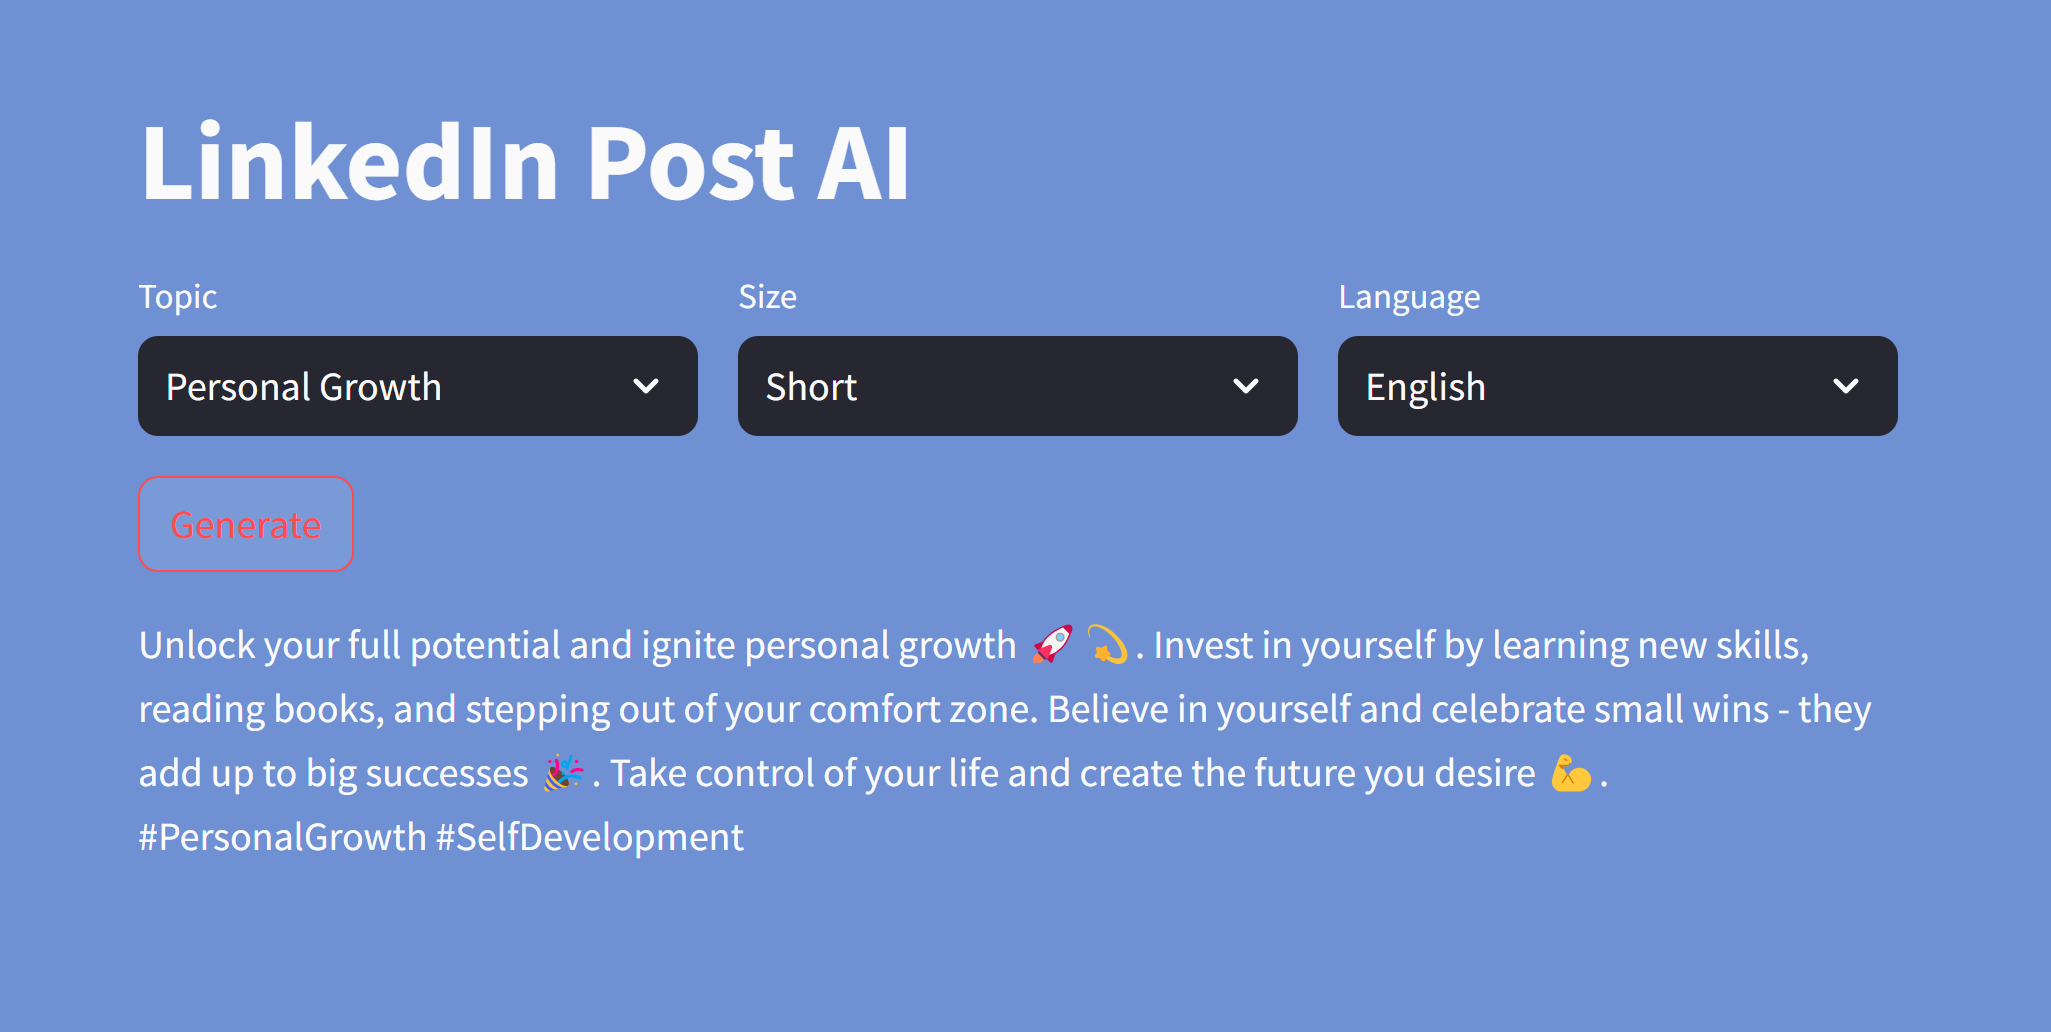 LinkedIn Post AI
Topic
Size
Language
Personal Growth
Short
English
Generate
Unlock your full potential and ignite personal growth 🚀 💫. Invest in yourself by learning new skills,
reading books, and stepping out of your comfort zone. Believe in yourself and celebrate small wins - they
add up to big successes 🎉. Take control of your life and create the future you desire 💪.
#PersonalGrowth #SelfDevelopment